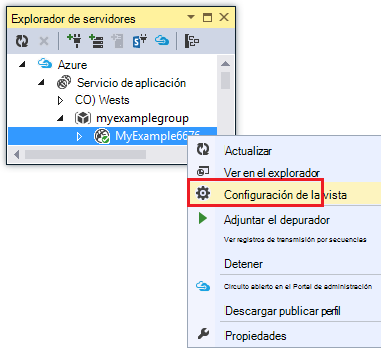 Explorador de servidores
Azure
Servicio de aplicación
CO) Wests
myexamplegroup
MyExample6676
Actualizar
Ver en el explorador
Configuración de la vista
Adjuntar el depurador
Ver registros de transmisión por secuencias
Detener
Circuito abierto en el Portal de administración
Descargar publicar perfil
Propiedades